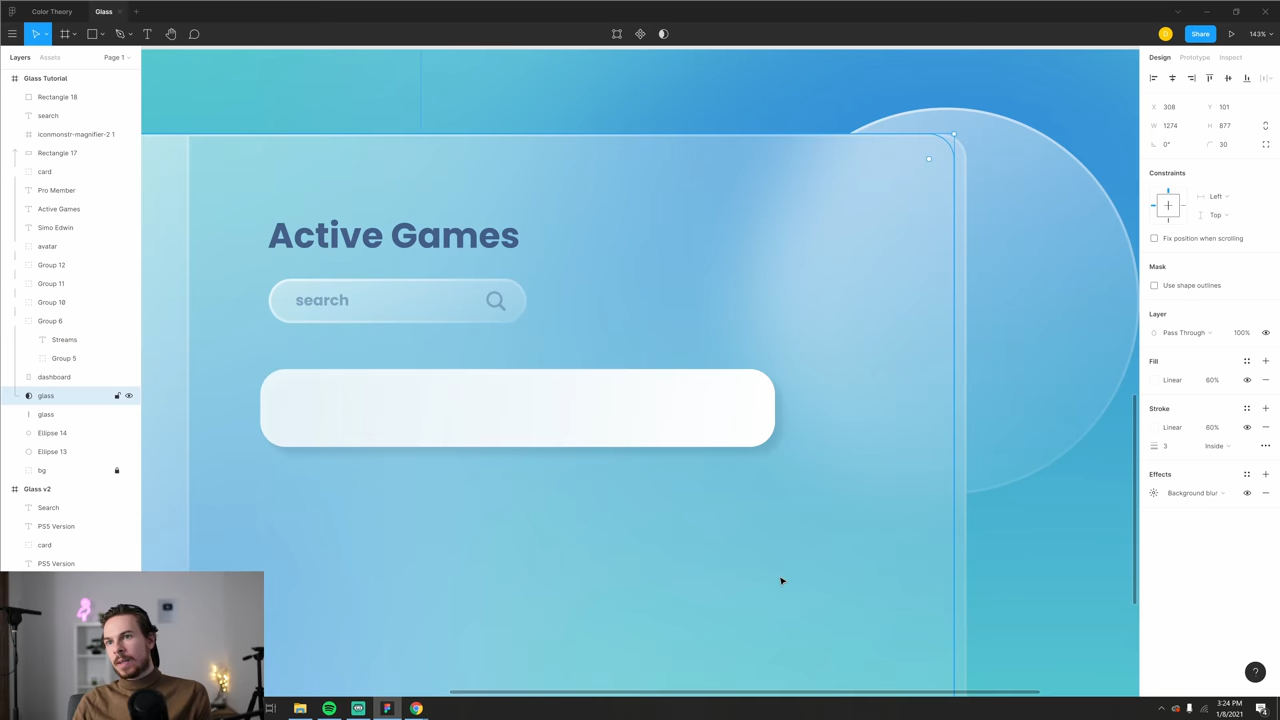 Color Theory
Glass
Share
143%
Layers
Assets
Page 1
Design
Prototype
Inspect
Glass Tutorial
Rectangle 18
search
iconmonstr-magnifier-2 1
Rectangle 17
card
Pro Member
Active Games
Simo Edwin
avatar
Group 12
Group 11
Group 10
Group 6
Streams
Group 5
dashboard
glass
glass
Ellipse 14
Ellipse 13
bg
Glass v2
Search
PS5 Version
card
PS5 Version
Active Games
search
X 308 Y 101
W 1274 H 877
0° 30
Constraints
Left
Top
Fix position when scrolling
Mask
Use shape outlines
Layer
Pass Through 100%
Fill
Linear 60%
Stroke
Linear 60%
3 Inside
Effects
Background blur
?
3:24 PM
1/8/2021
4